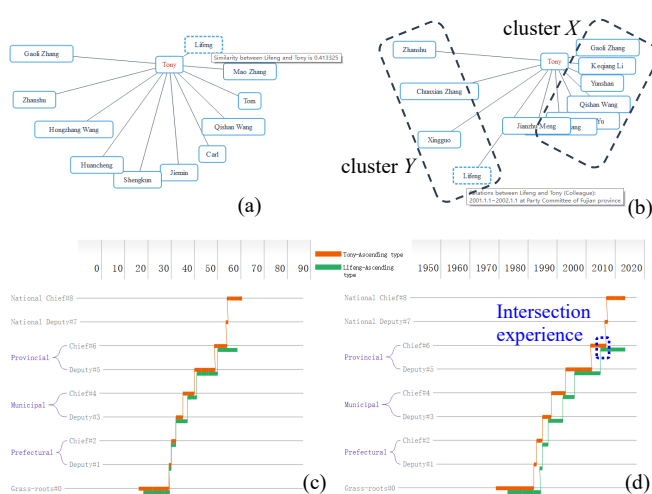 Lifeng
Gaoli Zhang
Tony
Similarity between Lifeng and Tony is 0.413325
Mao Zhang
Zhanshu
Tom
Hongzhang Wang
Qishan Wang
Huancheng
Carl
Shengkun
Jiemin
(a)
cluster X
Zhanshu
Gaoli Zhang
Tony
Keqiang Li
Yunshan
Chunxian Zhang
Qishan Wang
Jianzhu Meng
ang
Yu
Xingguo
cluster Y
Lifeng
Relations between Lifeng and Tony (Colleague):
2001.1.1~2002.1.1 at Party Committee of Fujian province
(b)
0 10 20 30 40 50 60 70 80 90
Tony-Ascending type
Lifeng-Ascending
type
National Chief#8
National Deputy#7
Chief#6
Provincial
Deputy#5
Chief#4
Municipal
Deputy#3
Chief#2
Prefectural
Deputy#1
Grass-roots#0
(c)
1950 1960 1970 1980 1990 2000 2010 2020
National Chief#8
National Deputy#7
Intersection
experience
Chief#6
Provincial
Deputy#5
Chief#4
Municipal
Deputy#3
Chief#2
Prefectural
Deputy#1
Grass-roots#0
(d)